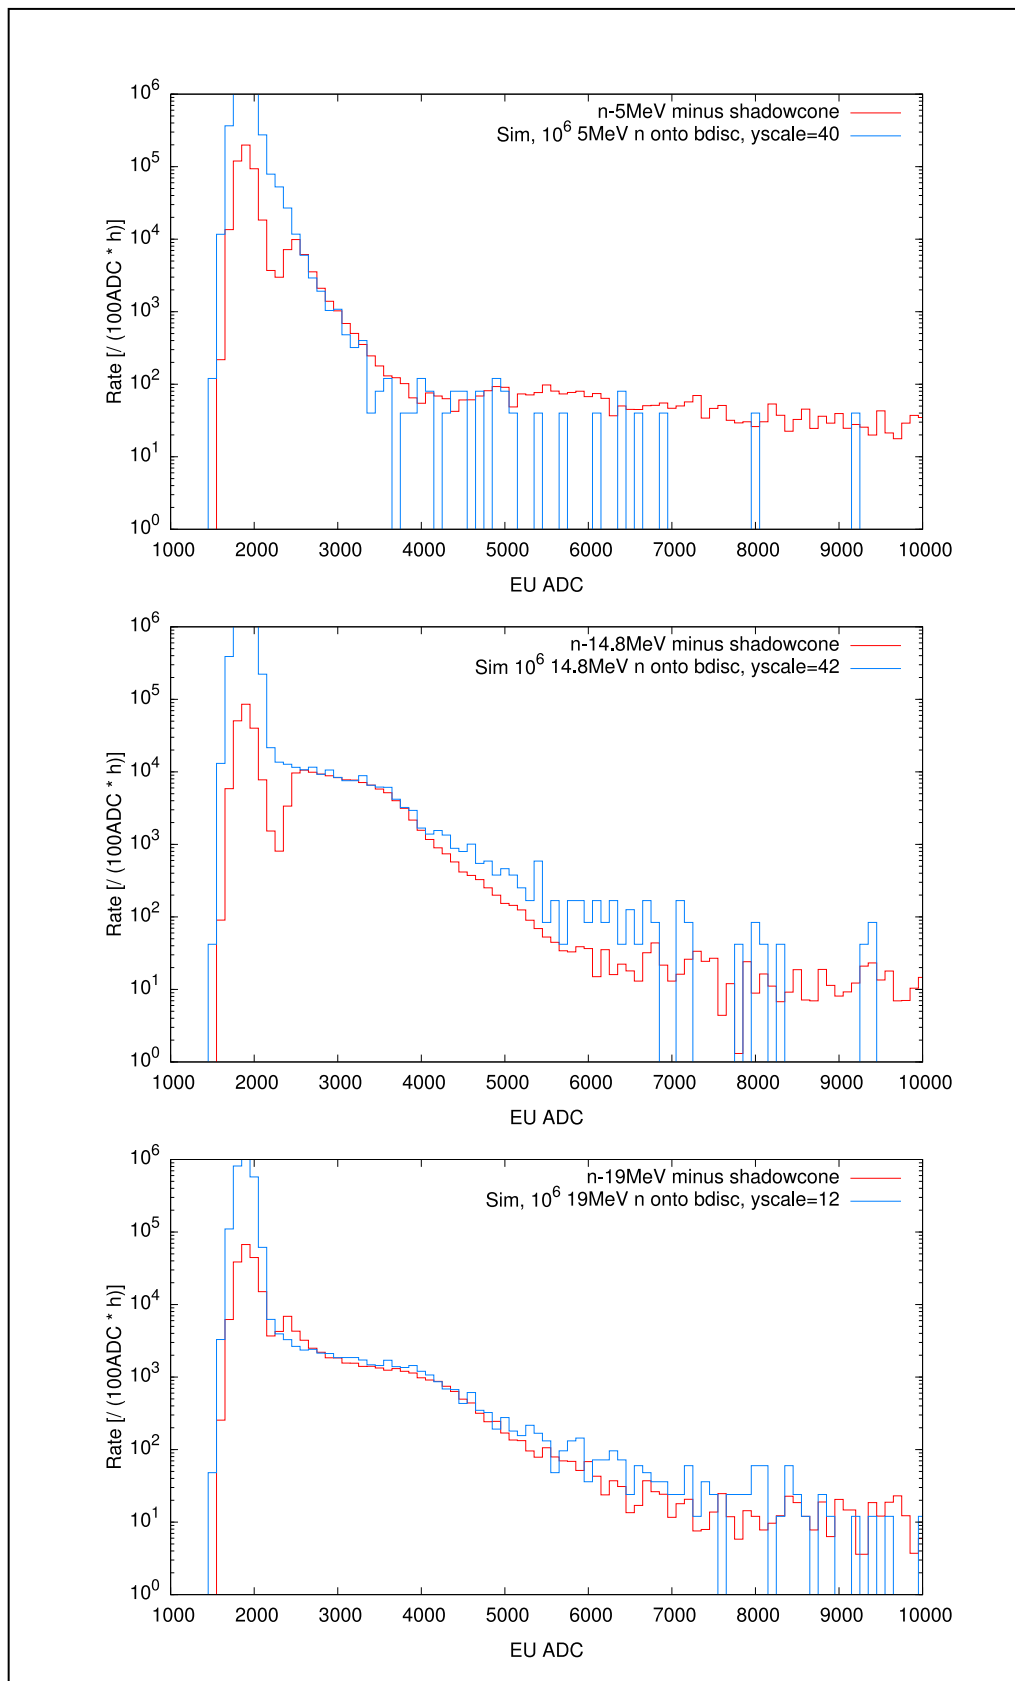 n-5MeV minus shadowcone
Sim, 10^6 5MeV n onto bdisc, yscale=40
Rate [/ (100ADC * h)]
10^6
10^5
10^4
10^3
10^2
10^1
10^0
1000 2000 3000 4000 5000 6000 7000 8000 9000 10000
EU ADC
n-14.8MeV minus shadowcone
Sim 10^6 14.8MeV n onto bdisc, yscale=42
Rate [/ (100ADC * h)]
10^6
10^5
10^4
10^3
10^2
10^1
10^0
1000 2000 3000 4000 5000 6000 7000 8000 9000 10000
EU ADC
n-19MeV minus shadowcone
Sim, 10^6 19MeV n onto bdisc, yscale=12
Rate [/ (100ADC * h)]
10^6
10^5
10^4
10^3
10^2
10^1
10^0
1000 2000 3000 4000 5000 6000 7000 8000 9000 10000
EU ADC